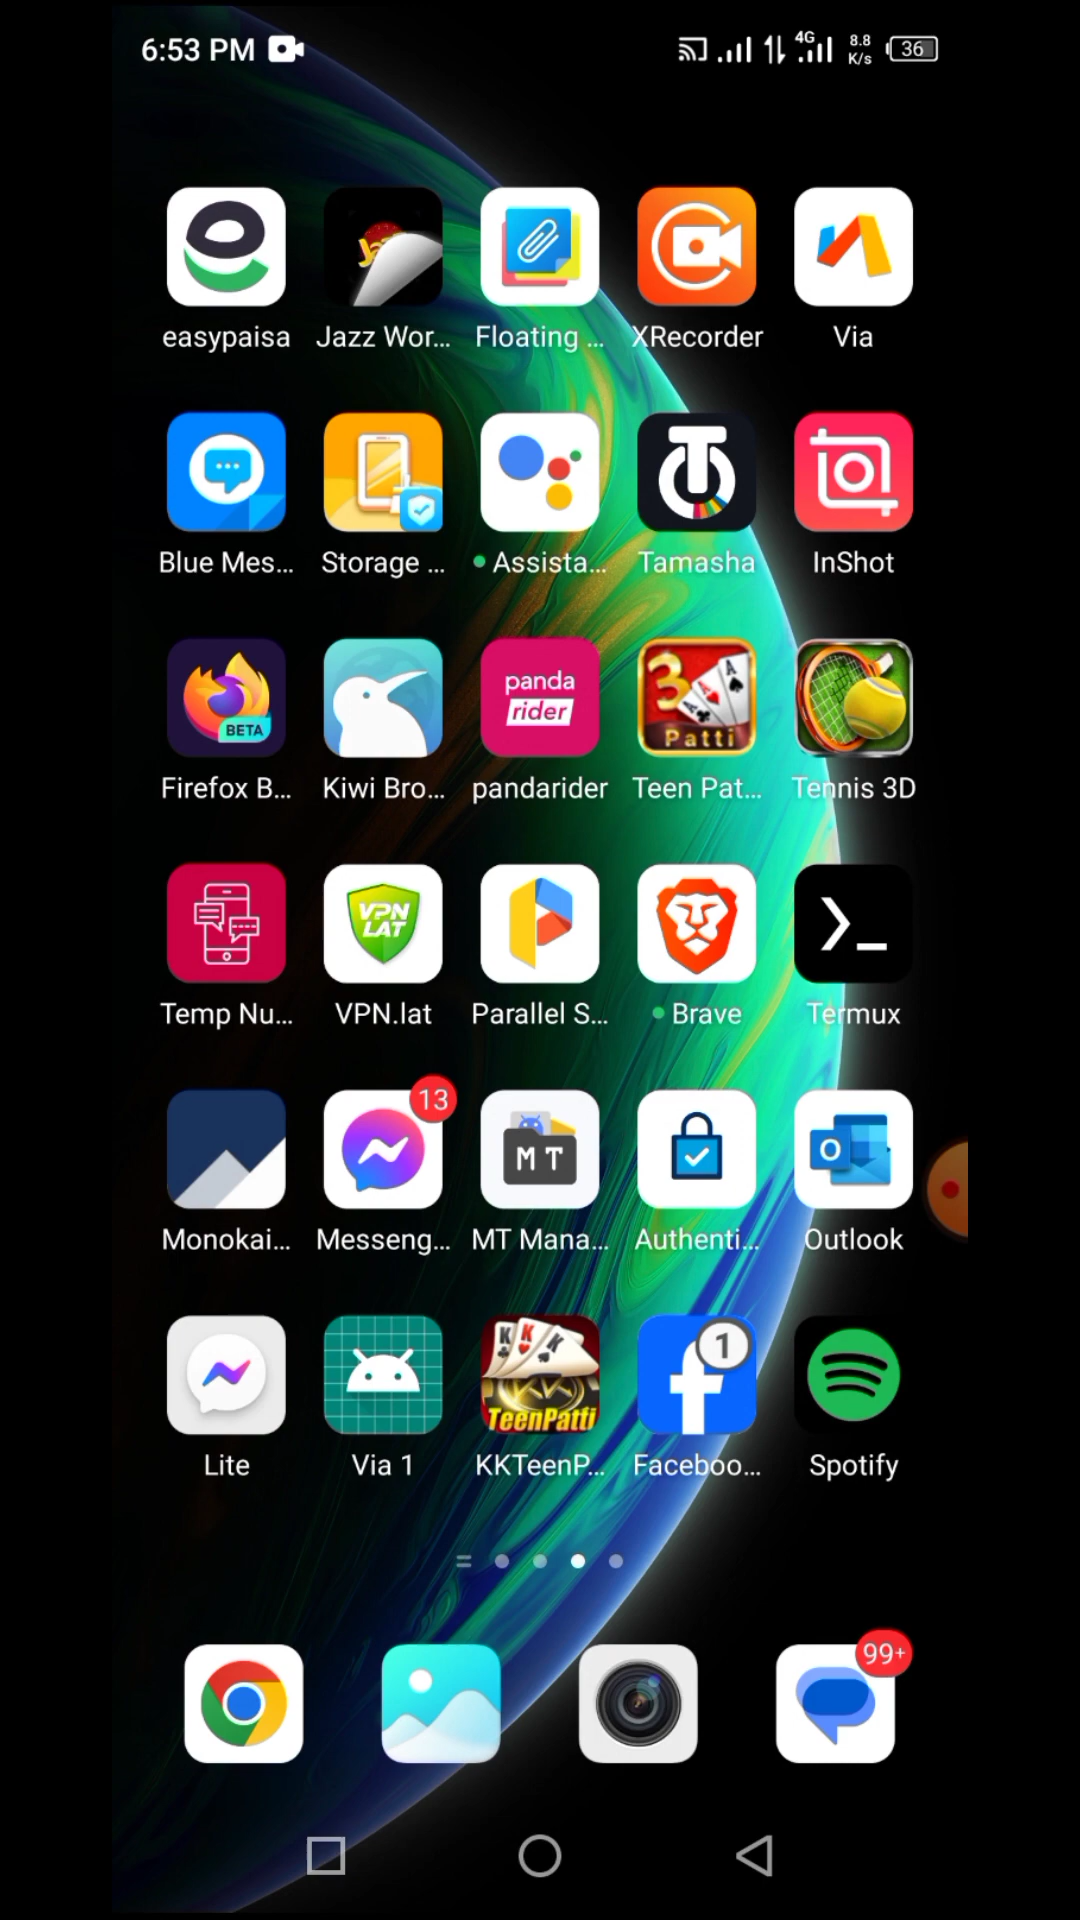 6:53 PM 4G 8.8 K/s 36
easypaisa Jazz Wor... Floating ... XRecorder Via
Blue Mes... Storage ... Assista... Tamasha InShot
BETA panda rider 3 Patti
Firefox B... Kiwi Bro... pandarider Teen Pat... Tennis 3D
VPN LAT
Temp Nu... VPN.lat Parallel S... Brave Termux
13 M T O
Monokai... Messeng... MT Mana... Authenti... Outlook
K K K KK TeenPatti f 1
Lite Via 1 KKTeenP... Faceboo... Spotify
99+